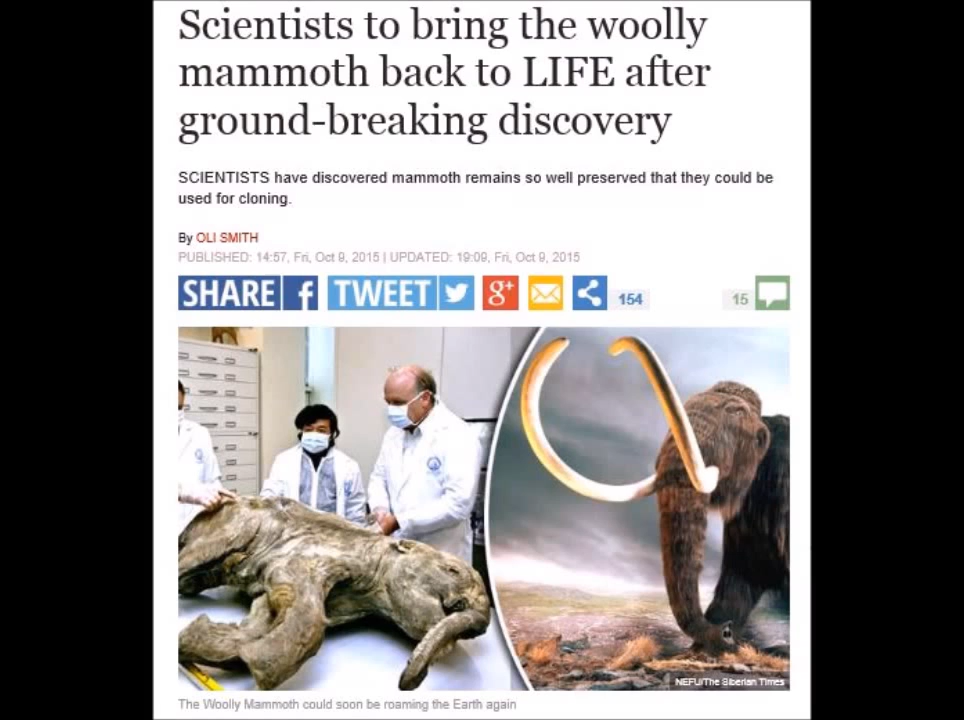 Scientists to bring the woolly
mammoth back to LIFE after
ground-breaking discovery
SCIENTISTS have discovered mammoth remains so well preserved that they could be
used for cloning.
By OLI SMITH
PUBLISHED: 14:57, Fri, Oct 9, 2015 | UPDATED: 19:09, Fri, Oct 9, 2015
SHARE f TWEET g+ 154 15
NEFU/The Siberian Times
The Woolly Mammoth could soon be roaming the Earth again